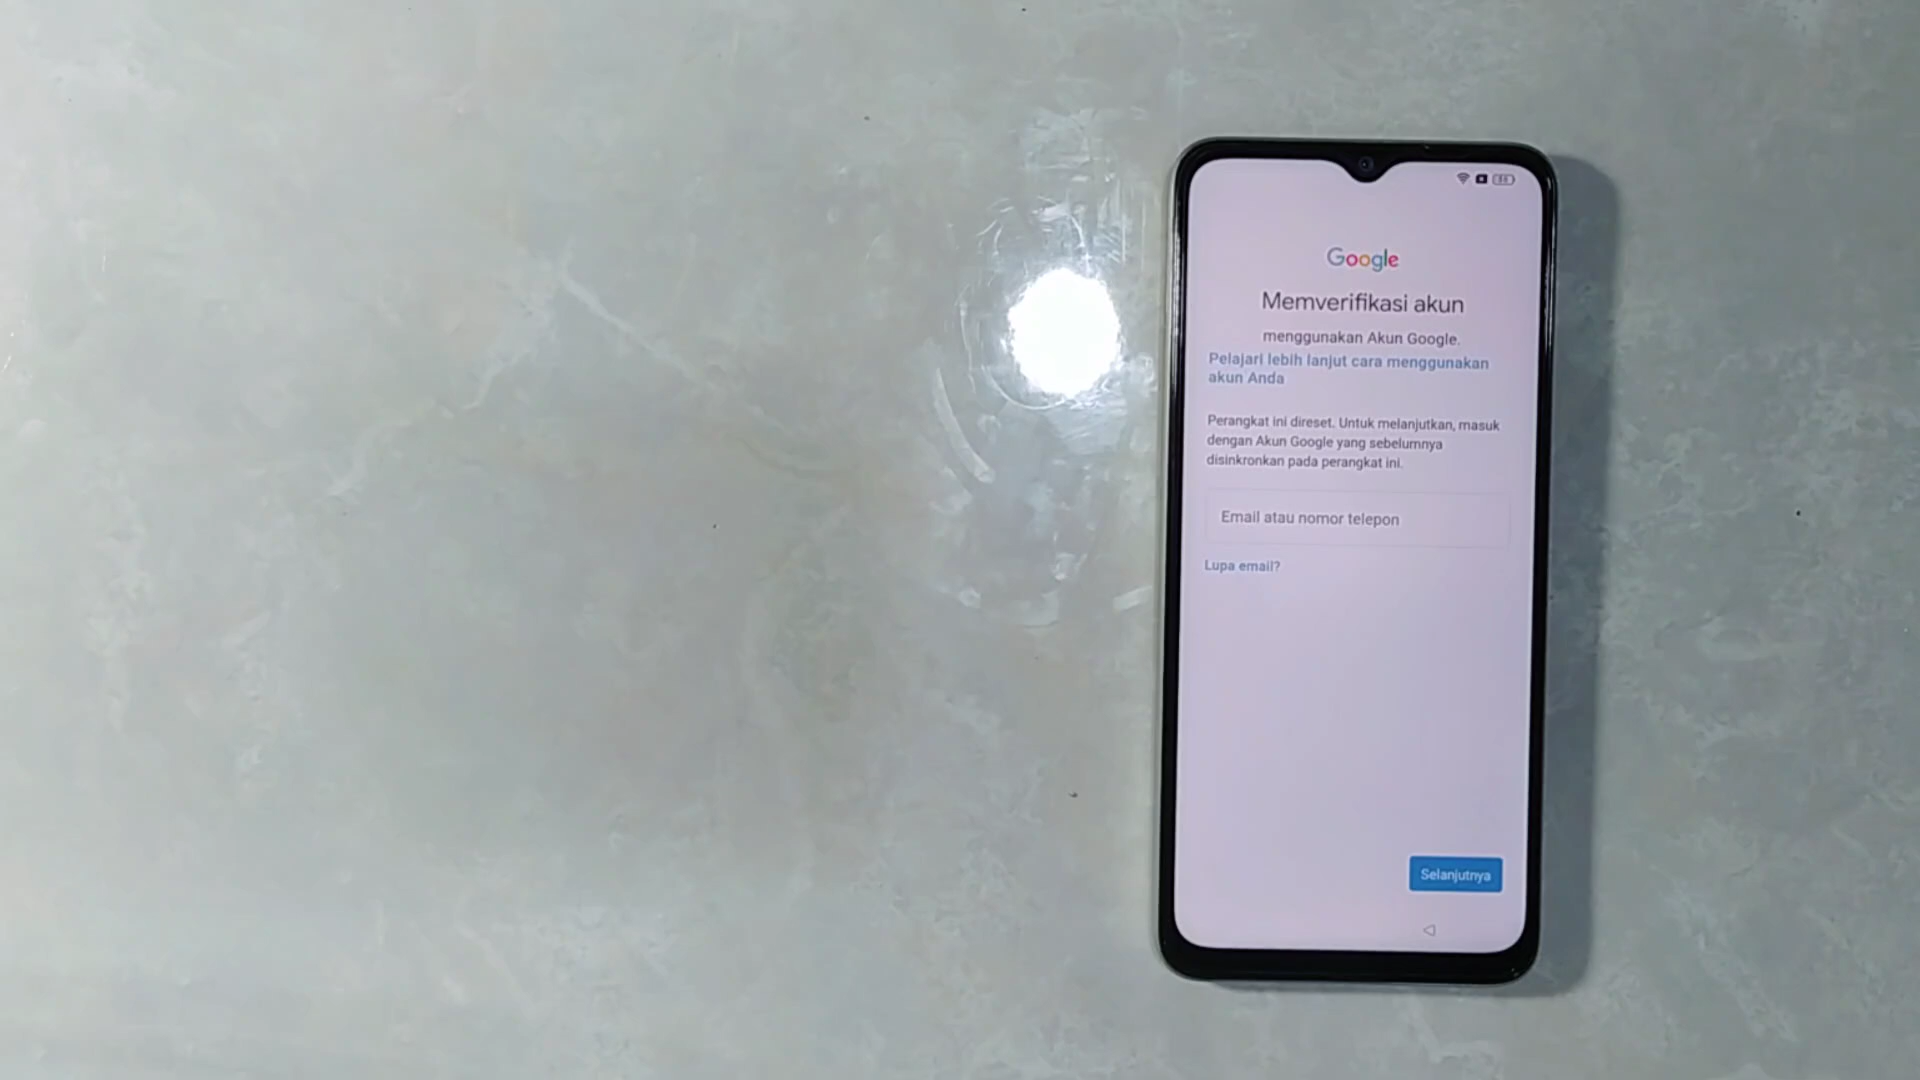 Google
Memverifikasi akun
menggunakan Akun Google.
Pelajari lebih lanjut cara menggunakan
akun Anda
Perangkat ini direset. Untuk melanjutkan, masuk
dengan Akun Google yang sebelumnya
disinkronkan pada perangkat ini.
Email atau nomor telepon
Lupa email?
Selanjutnya